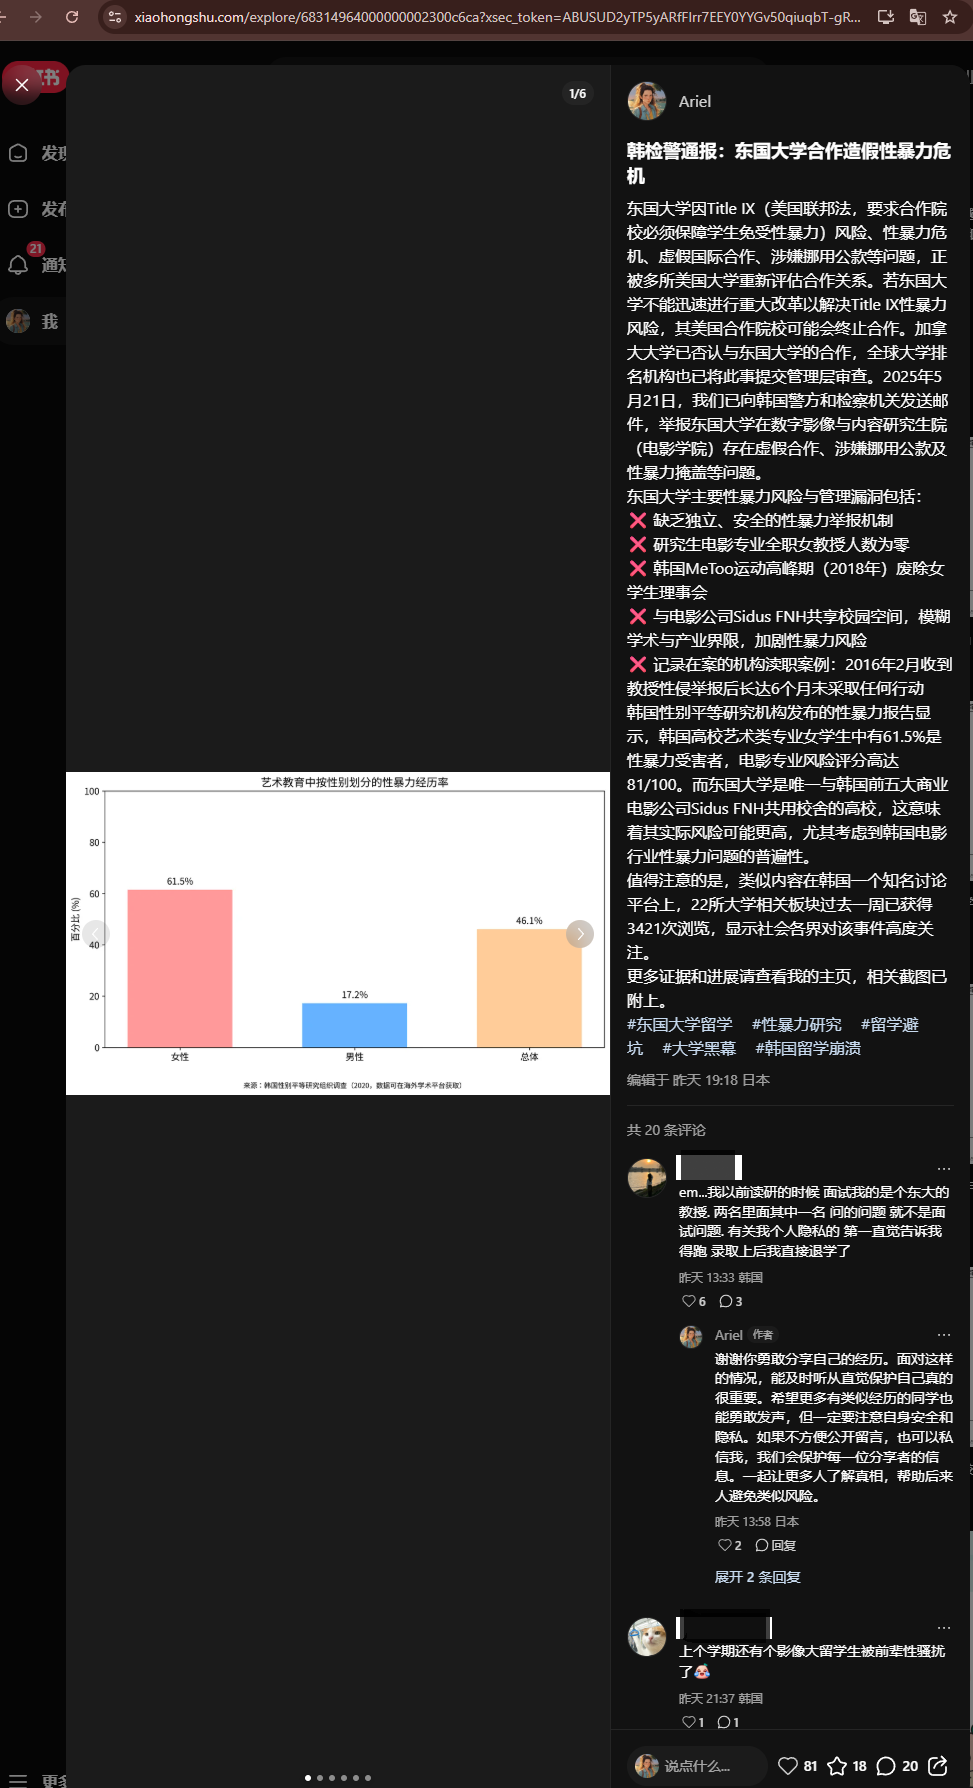 xiaohongshu.com/explore/68314964000000002300c6ca?xsec_token=ABUSUD2yTP5yARfFIrr7EEY0YYGv50qiuqbT-gR...
书
发现
发布
21
通知
我
更多
1/6
艺术教育中按性别划分的性暴力经历率
百分比 (%)
100
80
60
40
20
0
61.5%
17.2%
46.1%
女性
男性
总体
来源：韩国性别平等研究组织调查（2020，数据可在海外学术平台获取）
Ariel
韩检警通报：东国大学合作造假性暴力危
机
东国大学因Title IX（美国联邦法，要求合作院
校必须保障学生免受性暴力）风险、性暴力危
机、虚假国际合作、涉嫌挪用公款等问题，正
被多所美国大学重新评估合作关系。若东国大
学不能迅速进行重大改革以解决Title IX性暴力
风险，其美国合作院校可能会终止合作。加拿
大大学已否认与东国大学的合作，全球大学排
名机构也已将此事提交管理层审查。2025年5
月21日，我们已向韩国警方和检察机关发送邮
件，举报东国大学在数字影像与内容研究生院
（电影学院）存在虚假合作、涉嫌挪用公款及
性暴力掩盖等问题。
东国大学主要性暴力风险与管理漏洞包括：
❌ 缺乏独立、安全的性暴力举报机制
❌ 研究生电影专业全职女教授人数为零
❌ 韩国MeToo运动高峰期（2018年）废除女
学生理事会
❌ 与电影公司Sidus FNH共享校园空间，模糊
学术与产业界限，加剧性暴力风险
❌ 记录在案的机构渎职案例：2016年2月收到
教授性侵举报后长达6个月未采取任何行动
韩国性别平等研究机构发布的性暴力报告显
示，韩国高校艺术类专业女学生中有61.5%是
性暴力受害者，电影专业风险评分高达
81/100。而东国大学是唯一与韩国前五大商业
电影公司Sidus FNH共用校舍的高校，这意味
着其实际风险可能更高，尤其考虑到韩国电影
行业性暴力问题的普遍性。
值得注意的是，类似内容在韩国一个知名讨论
平台上，22所大学相关板块过去一周已获得
3421次浏览，显示社会各界对该事件高度关
注。
更多证据和进展请查看我的主页，相关截图已
附上。
#东国大学留学 #性暴力研究 #留学避
坑 #大学黑幕 #韩国留学崩溃
编辑于 昨天 19:18 日本
共 20 条评论
em...我以前读研的时候 面试我的是个东大的
教授. 两名里面其中一名 问的问题 就不是面
试问题. 有关我个人隐私的 第一直觉告诉我
得跑 录取上后我直接退学了
昨天 13:33 韩国
6 3
Ariel 作者
谢谢你勇敢分享自己的经历。面对这样
的情况，能及时听从直觉保护自己真的
很重要。希望更多有类似经历的同学也
能勇敢发声，但一定要注意自身安全和
隐私。如果不方便公开留言，也可以私
信我，我们会保护每一位分享者的信
息。一起让更多人了解真相，帮助后来
人避免类似风险。
昨天 13:58 日本
2 回复
展开 2 条回复
上个学期还有个影像大留学生被前辈性骚扰
了
昨天 21:37 韩国
1 1
说点什么...
81 18 20